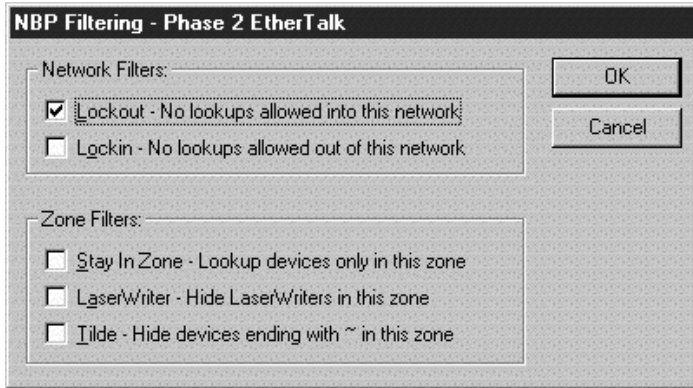 NBP Filtering - Phase 2 EtherTalk
Network Filters:
OK
Lockout - No lookups allowed into this network
Cancel
Lockin - No lookups allowed out of this network
Zone Filters:
Stay In Zone - Lookup devices only in this zone
LaserWriter - Hide LaserWriters in this zone
Tilde - Hide devices ending with ~ in this zone